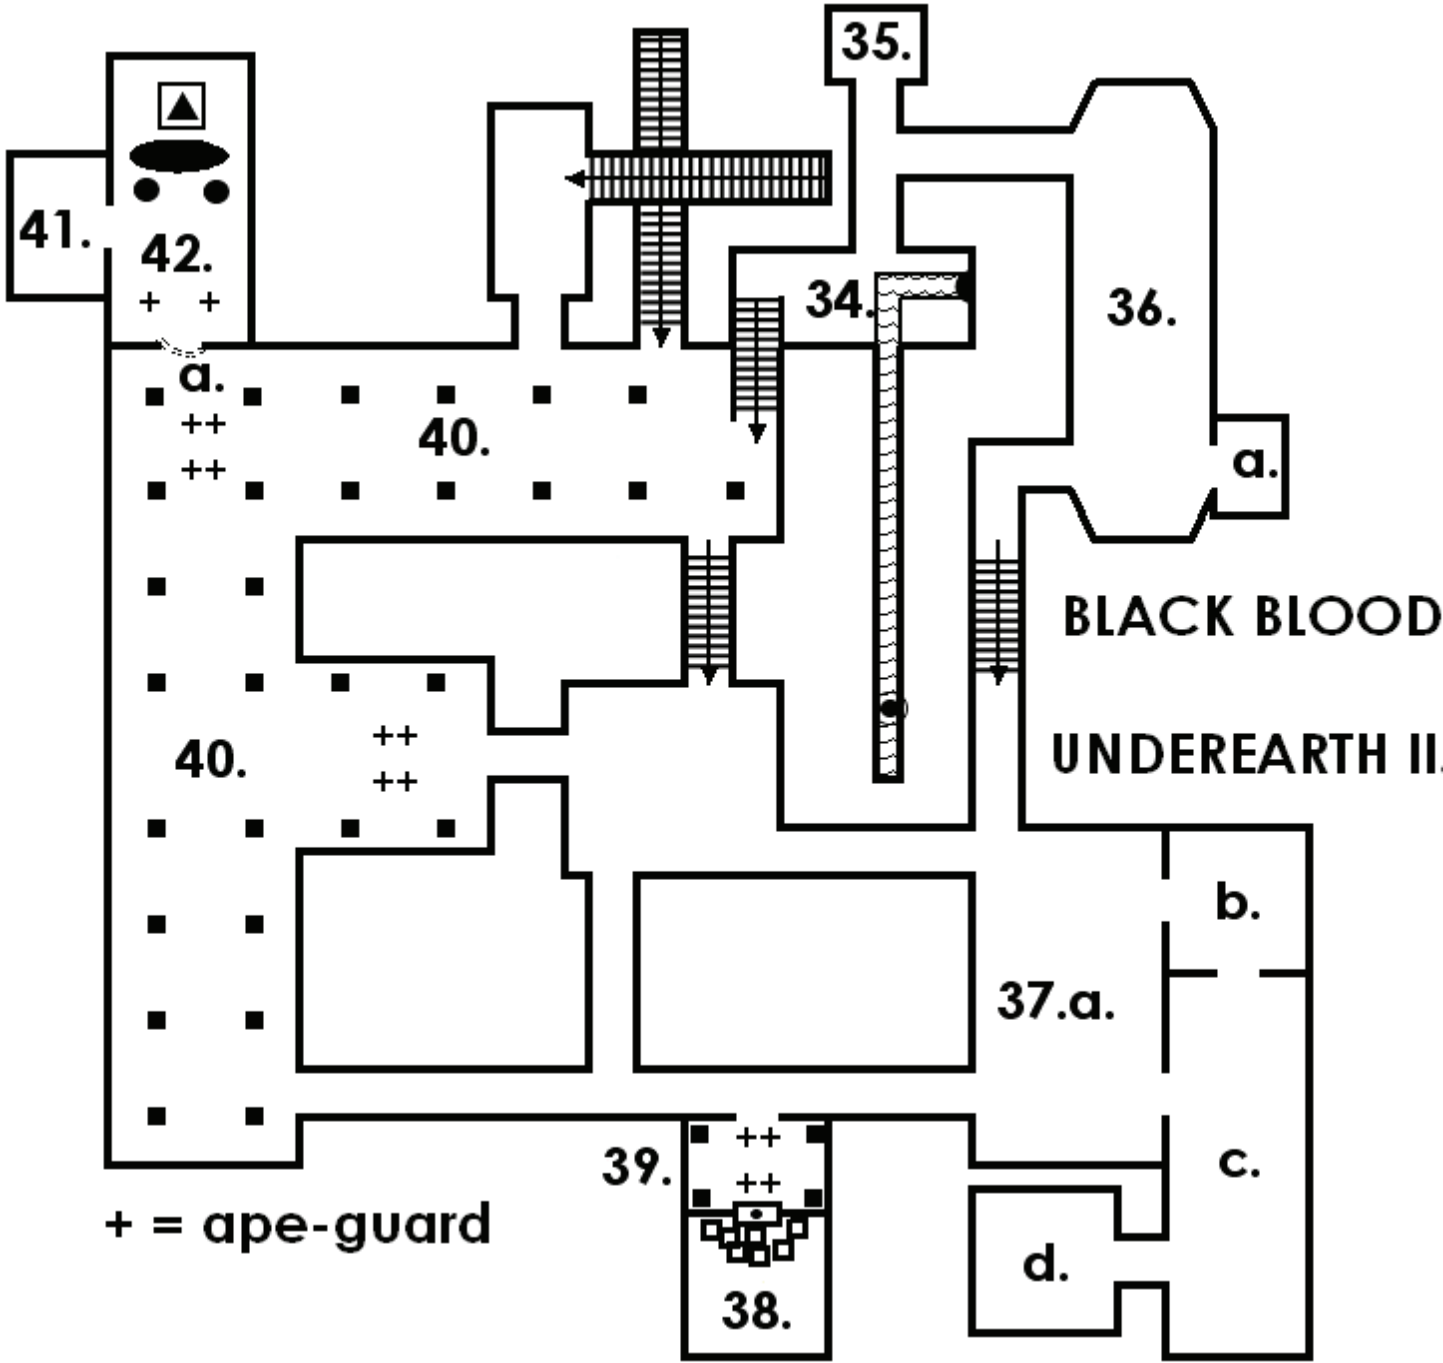 35.
41.
42.
34.
36.
a.
40.
a.
BLACK BLOOD
UNDEREARTH II.
40.
b.
37.a.
39.
c.
+ = ape-guard
d.
38.